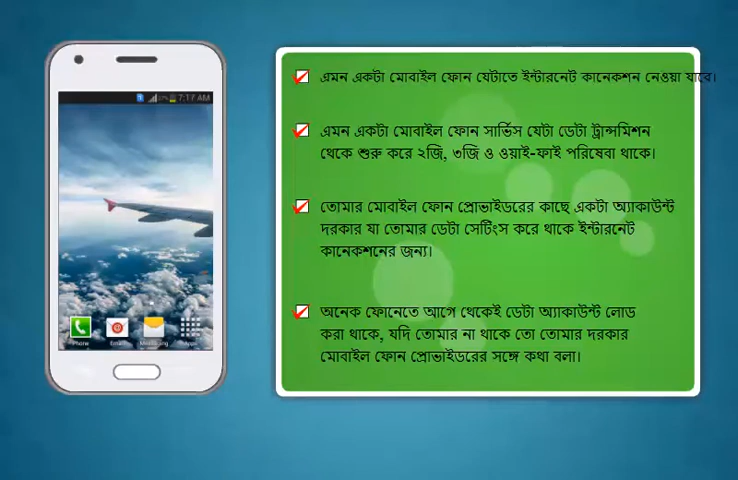 7:17 AM
এমন একটা মোবাইল ফোন যেটাতে ইন্টারনেট কানেকশন নেওয়া যাবে।
এমন একটা মোবাইল ফোন সার্ভিস যেটা ডেটা ট্রান্সমিশন
থেকে শুরু করে ২জি, ৩জি ও ওয়াই-ফাই পরিষেবা থাকে।
তোমার মোবাইল ফোন প্রোভাইডরের কাছে একটা অ্যাকাউন্ট
দরকার যা তোমার ডেটা সেটিংস করে থাকে ইন্টারনেট
কানেকশনের জন্য।
অনেক ফোনেতে আগে থেকেই ডেটা অ্যাকাউন্ট লোড
করা থাকে, যদি তোমার না থাকে তো তোমার দরকার
মোবাইল ফোন প্রোভাইডরের সঙ্গে কথা বলা।
Phone Email Messaging Apps